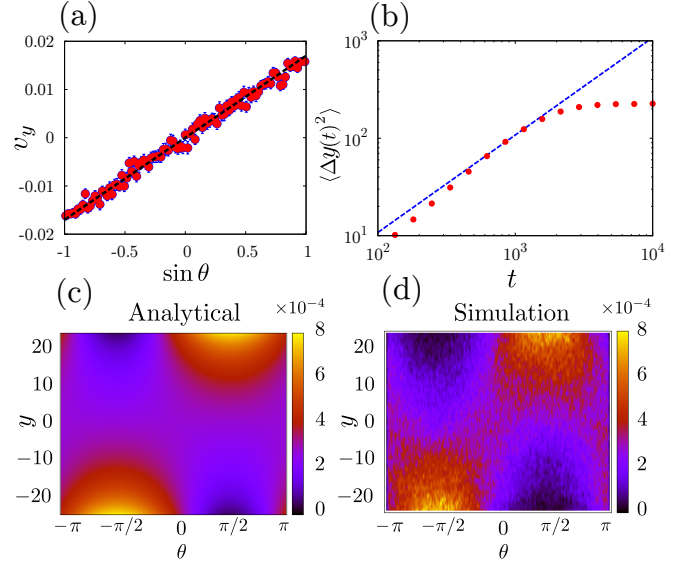 (a)
0.02
0.01
0
-0.01
-0.02
v_y
-1 -0.5 0 0.5 1
sin θ
(b)
10^3
10^2
10^1
⟨Δy(t)^2⟩
10^2 10^3 10^4
t
(c) Analytical ×10^−4
20
10
0
−10
−20
y
8
6
4
2
0
−π −π/2 0 π/2 π
θ
(d) Simulation ×10^−4
20
10
0
−10
−20
y
8
6
4
2
0
−π −π/2 0 π/2 π
θ